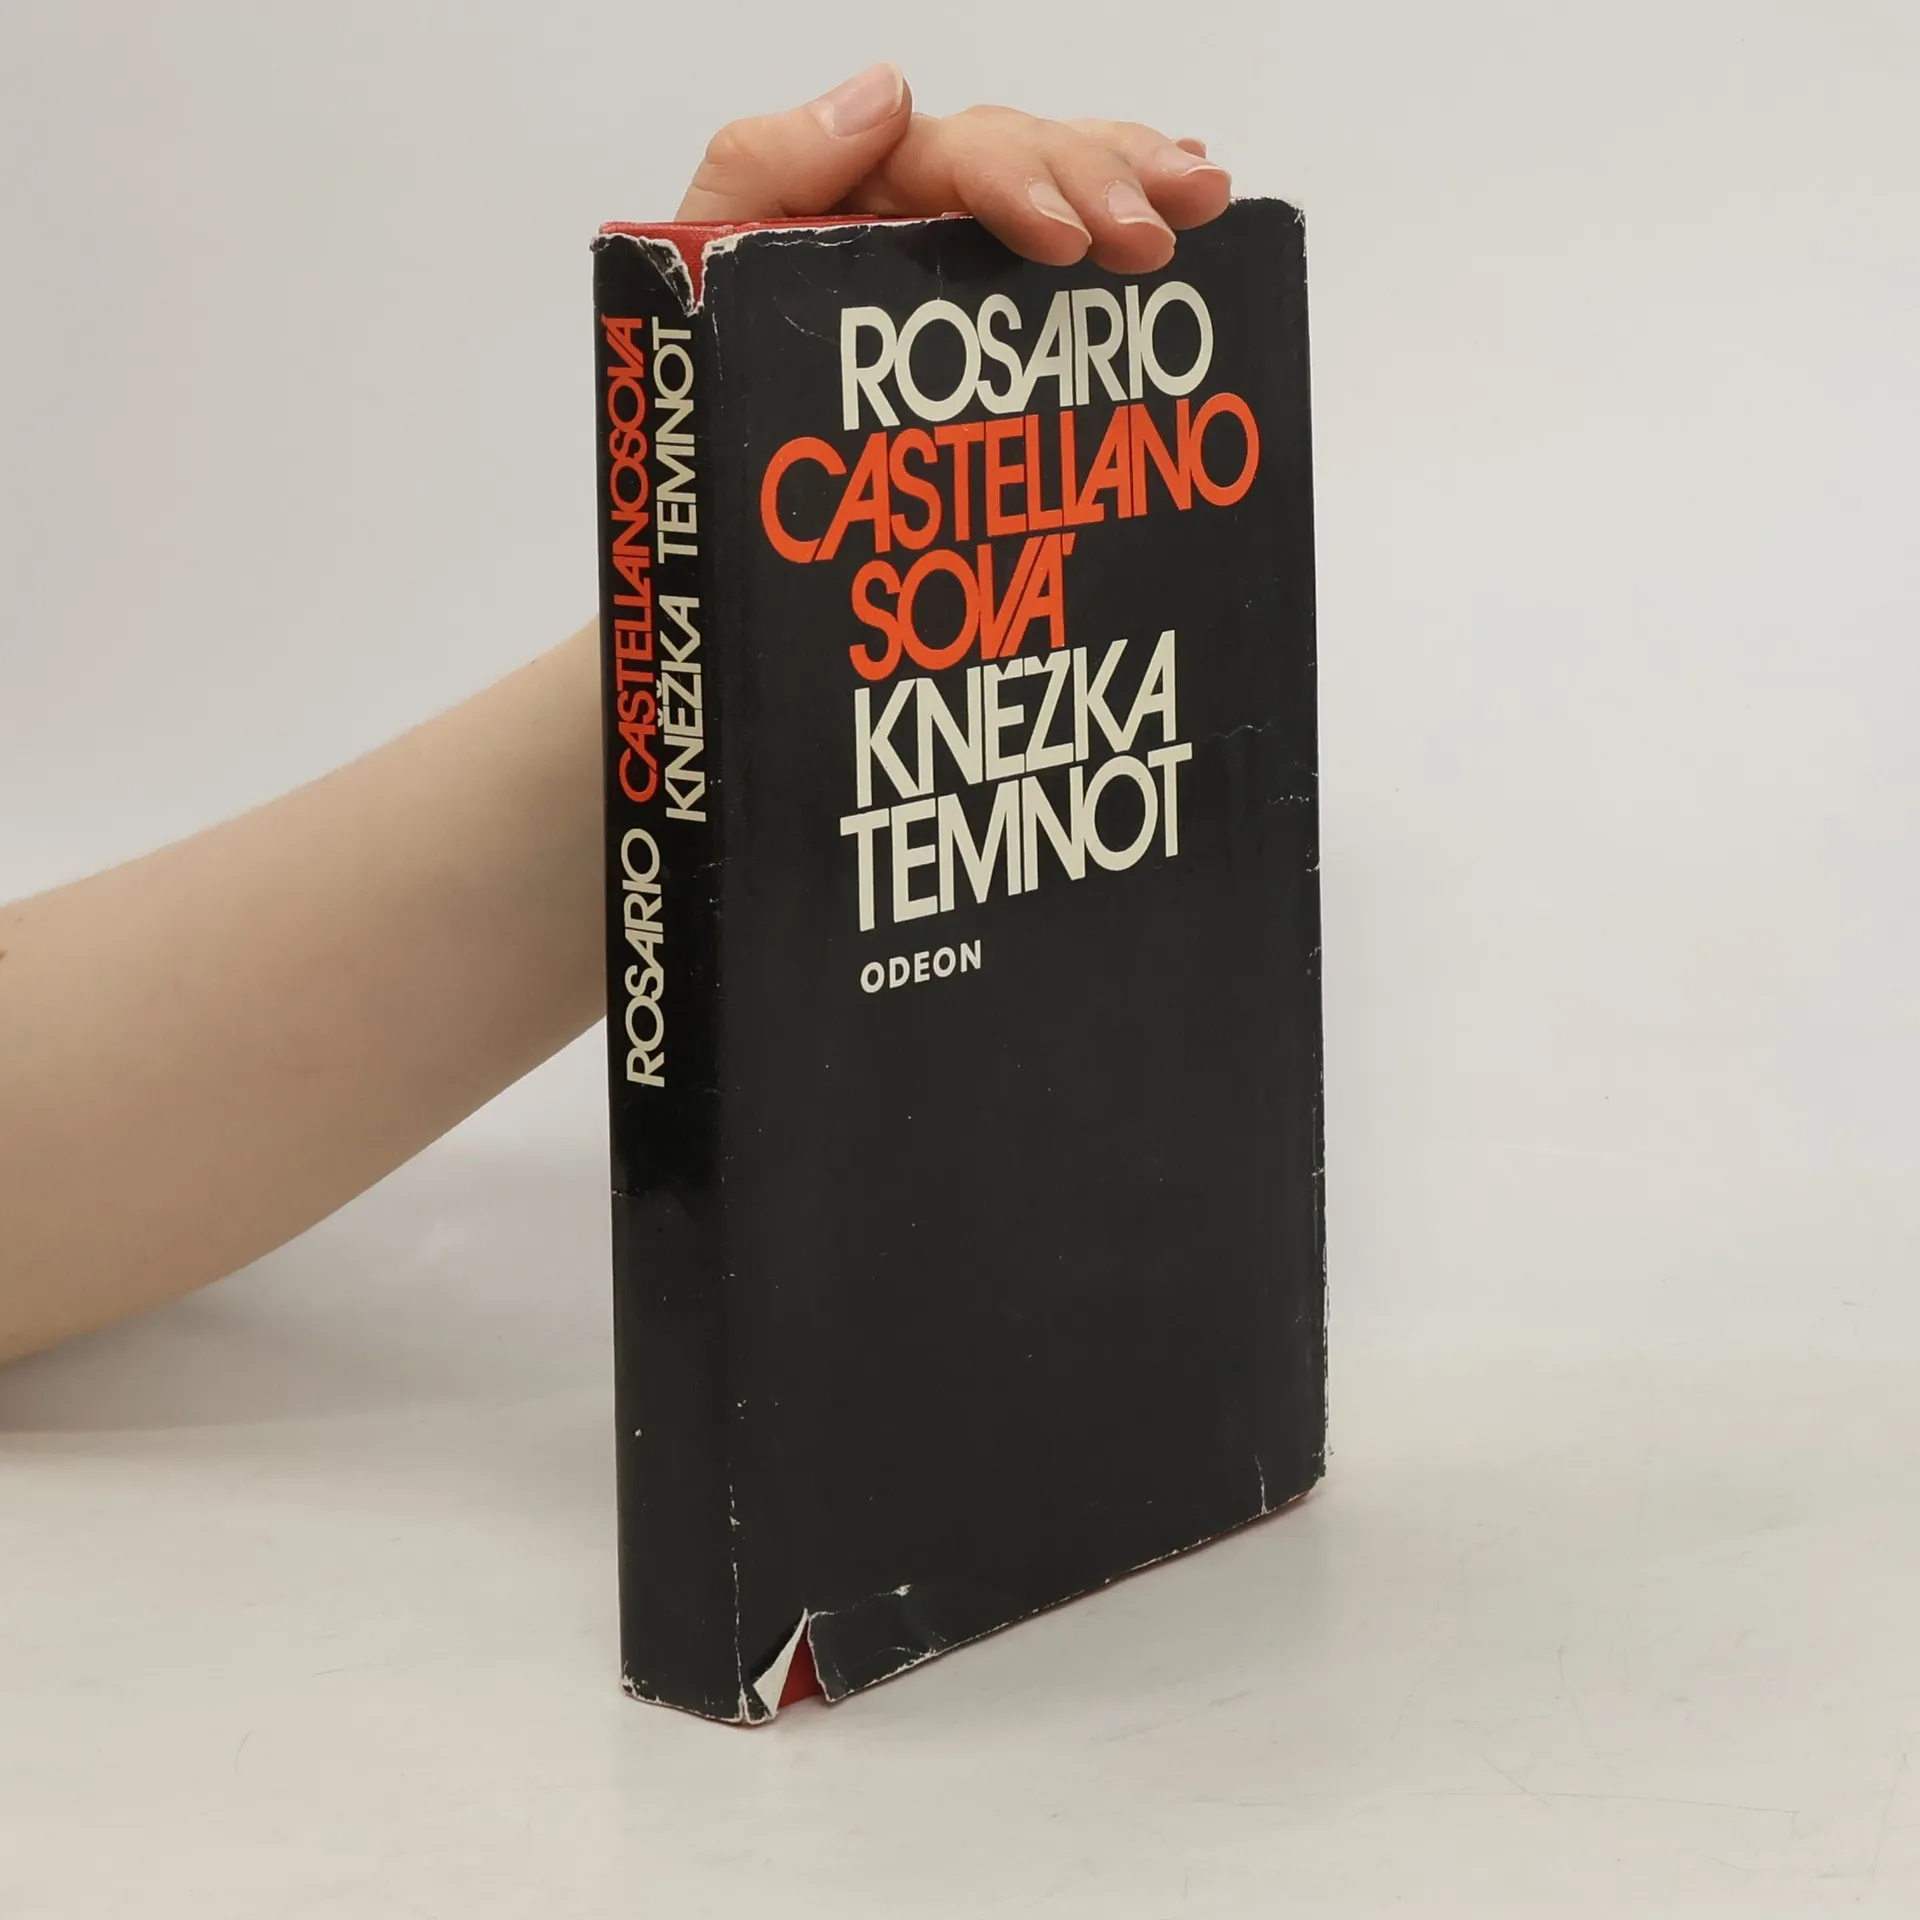 ROSARIO CASTELLANOSOVÁ
KNĚŽKA TEMNOT
ROSARIO
CASTELLANO
SOVÁ
KNĚŽKA
TEMNOT
ODEON